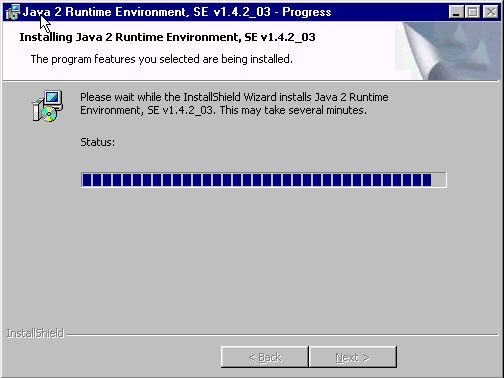 Java 2 Runtime Environment, SE v1.4.2_03 - Progress
Installing Java 2 Runtime Environment, SE v1.4.2_03
The program features you selected are being installed.
Please wait while the InstallShield Wizard installs Java 2 Runtime
Environment, SE v1.4.2_03. This may take several minutes.
Status:
InstallShield
< Back
Next >